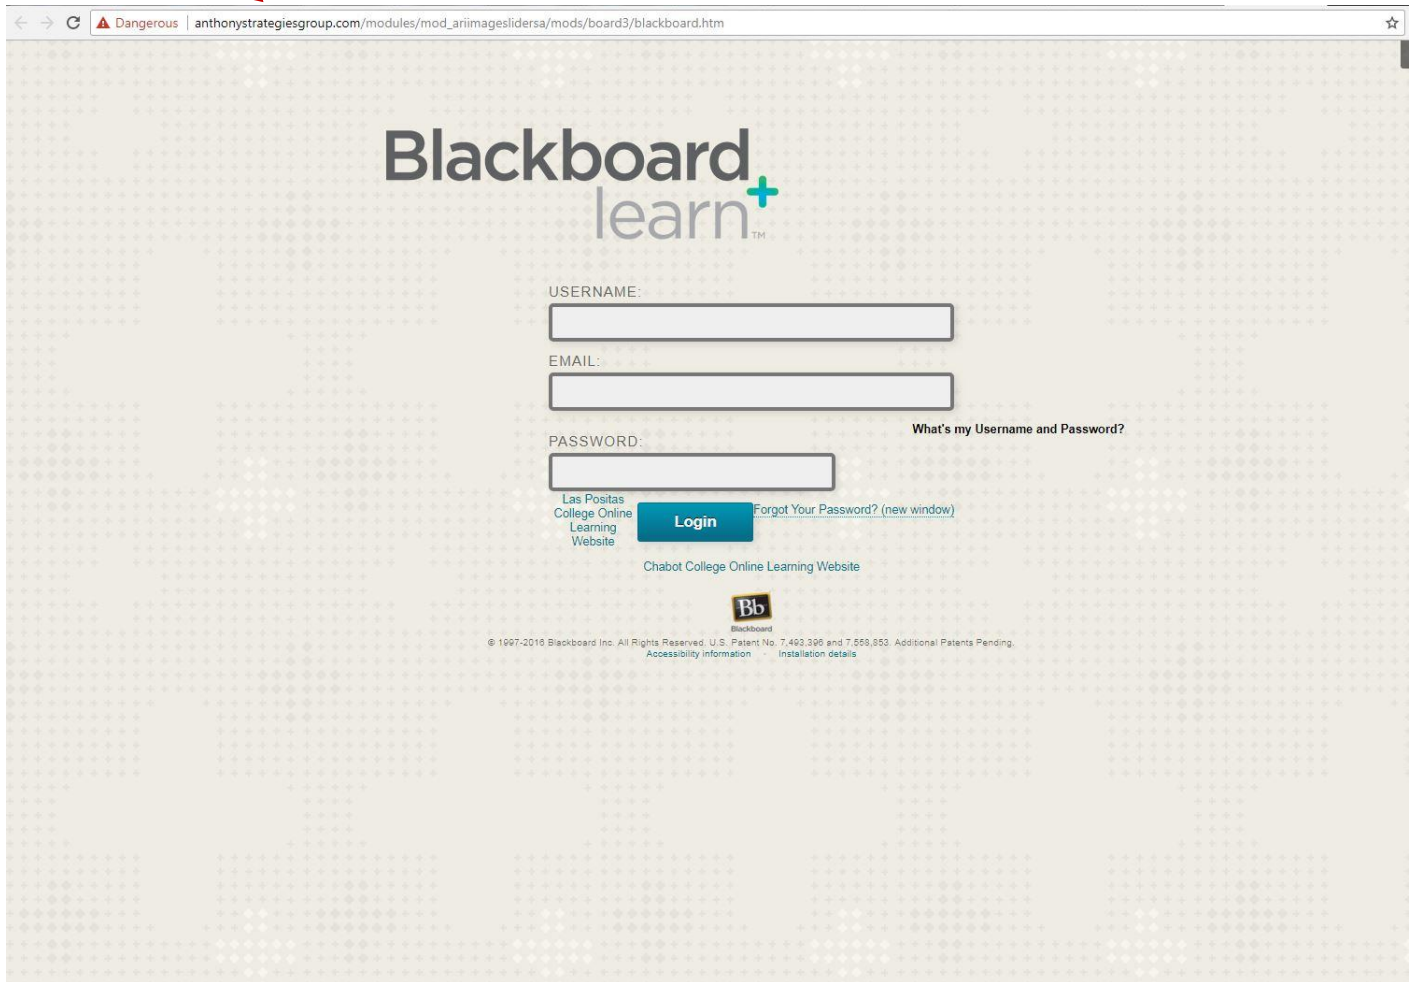 Dangerous | anthonystrategiesgroup.com/modules/mod_ariimageslidersa/mods/board3/blackboard.htm
Blackboard
learn™
USERNAME:
EMAIL:
What's my Username and Password?
PASSWORD:
Las Positas
College Online
Learning
Website
Login
Forgot Your Password? (new window)
Chabot College Online Learning Website
Bb
Blackboard
© 1997-2016 Blackboard Inc. All Rights Reserved. U.S. Patent No. 7,493,396 and 7,558,853. Additional Patents Pending.
Accessibility information - Installation details